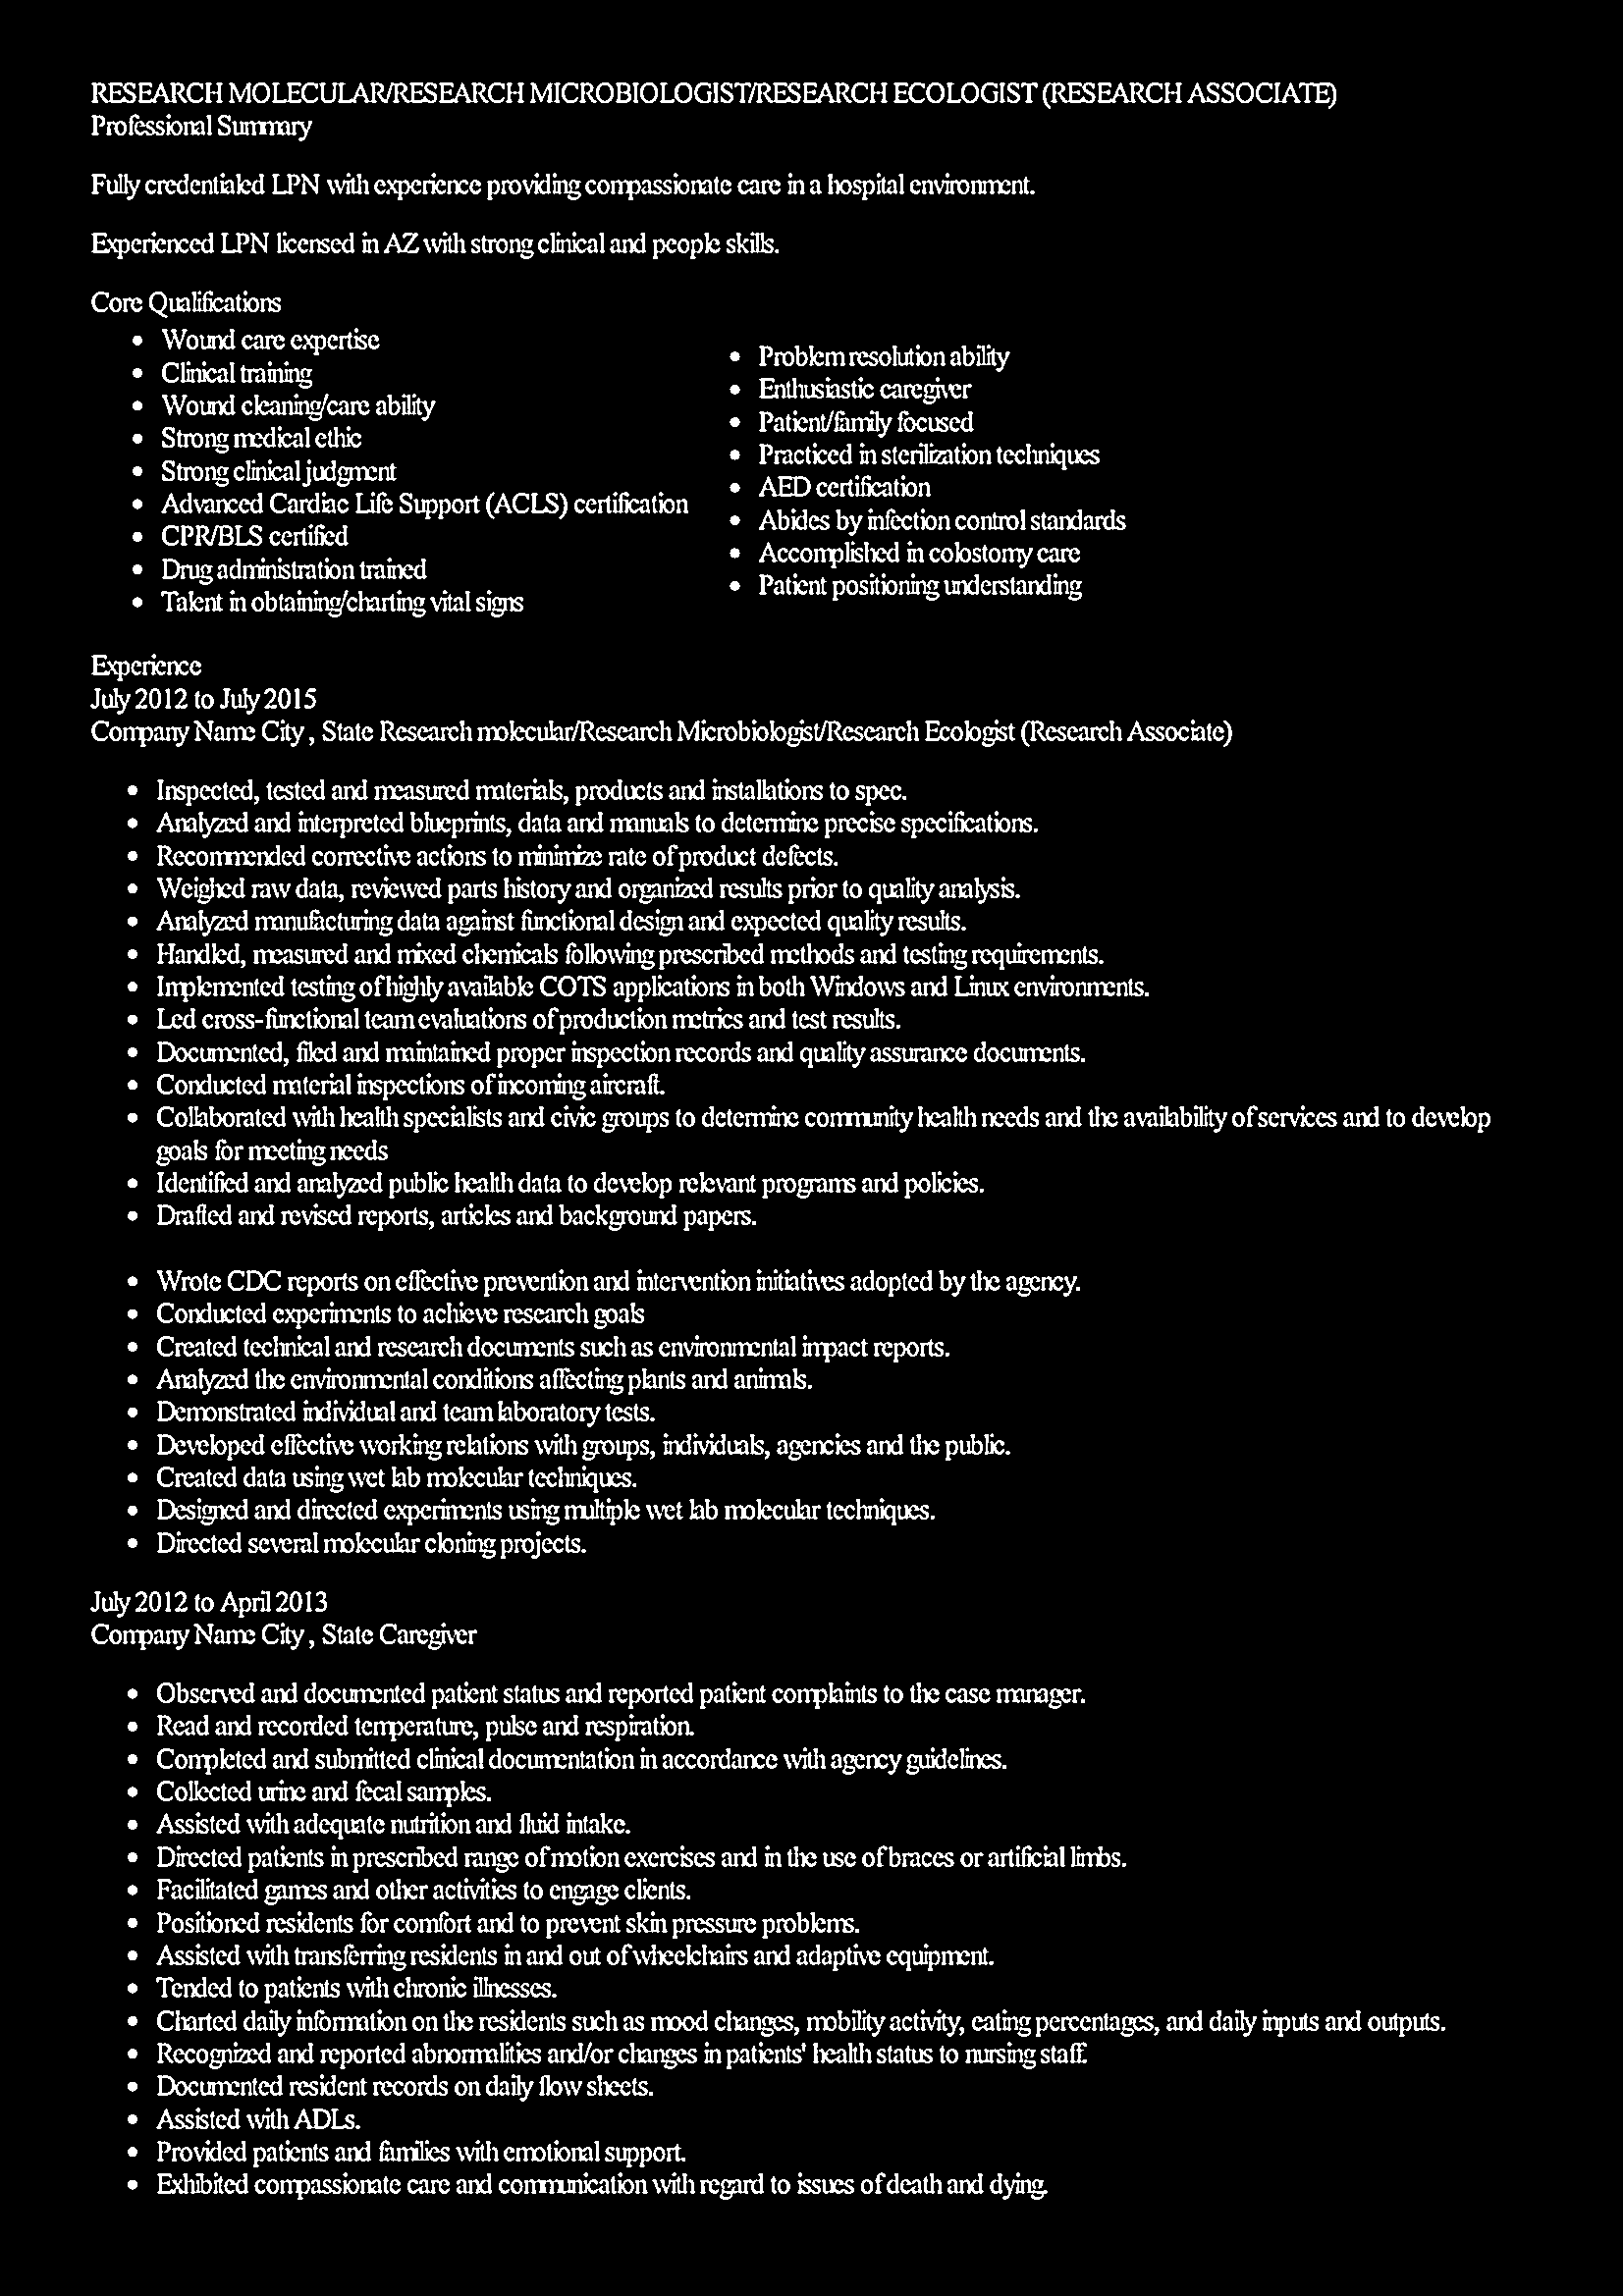 RESEARCH MOLECULAR/RESEARCH MICROBIOLOGIST/RESEARCH ECOLOGIST (RESEARCH ASSOCIATE)
Professional Summary
Fully credentialed LPN with experience providing compassionate care in a hospital environment.
Experienced LPN licensed in AZ with strong clinical and people skills.
Core Qualifications
• Wound care expertise
• Clinical training
• Wound cleaning/care ability
• Strong medical ethic
• Strong clinical judgment
• Advanced Cardiac Life Support (ACLS) certification
• CPR/BLS certified
• Drug administration trained
• Talent in obtaining/charting vital signs
• Problem resolution ability
• Enthusiastic caregiver
• Patient/family focused
• Practiced in sterilization techniques
• AED certification
• Abides by infection control standards
• Accomplished in colostomy care
• Patient positioning understanding
Experience
July 2012 to July 2015
Company Name City , State Research molecular/Research Microbiologist/Research Ecologist (Research Associate)
• Inspected, tested and measured materials, products and installations to spec.
• Analyzed and interpreted blueprints, data and manuals to determine precise specifications.
• Recommended corrective actions to minimize rate of product defects.
• Weighed raw data, reviewed parts history and organized results prior to quality analysis.
• Analyzed manufacturing data against functional design and expected quality results.
• Handled, measured and mixed chemicals following prescribed methods and testing requirements.
• Implemented testing of highly available COTS applications in both Windows and Linux environments.
• Led cross-functional team evaluations of production metrics and test results.
• Documented, filed and maintained proper inspection records and quality assurance documents.
• Conducted material inspections of incoming aircraft.
• Collaborated with health specialists and civic groups to determine community health needs and the availability of services and to develop
goals for meeting needs
• Identified and analyzed public health data to develop relevant programs and policies.
• Drafted and revised reports, articles and background papers.
• Wrote CDC reports on effective prevention and intervention initiatives adopted by the agency.
• Conducted experiments to achieve research goals
• Created technical and research documents such as environmental impact reports.
• Analyzed the environmental conditions affecting plants and animals.
• Demonstrated individual and team laboratory tests.
• Developed effective working relations with groups, individuals, agencies and the public.
• Created data using wet lab molecular techniques.
• Designed and directed experiments using multiple wet lab molecular techniques.
• Directed several molecular cloning projects.
July 2012 to April 2013
Company Name City , State Caregiver
• Observed and documented patient status and reported patient complaints to the case manager.
• Read and recorded temperature, pulse and respiration.
• Completed and submitted clinical documentation in accordance with agency guidelines.
• Collected urine and fecal samples.
• Assisted with adequate nutrition and fluid intake.
• Directed patients in prescribed range of motion exercises and in the use of braces or artificial limbs.
• Facilitated games and other activities to engage clients.
• Positioned residents for comfort and to prevent skin pressure problems.
• Assisted with transferring residents in and out of wheelchairs and adaptive equipment.
• Tended to patients with chronic illnesses.
• Charted daily information on the residents such as mood changes, mobility activity, eating percentages, and daily inputs and outputs.
• Recognized and reported abnormalities and/or changes in patients' health status to nursing staff.
• Documented resident records on daily flow sheets.
• Assisted with ADLs.
• Provided patients and families with emotional support.
• Exhibited compassionate care and communication with regard to issues of death and dying.